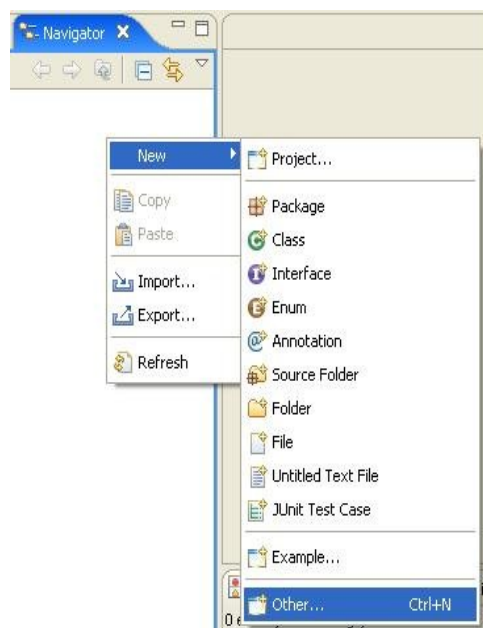 Navigator
New
Copy
Paste
Import...
Export...
Refresh
Project...
Package
Class
Interface
Enum
Annotation
Source Folder
Folder
File
Untitled Text File
JUnit Test Case
Example...
Other... Ctrl+N